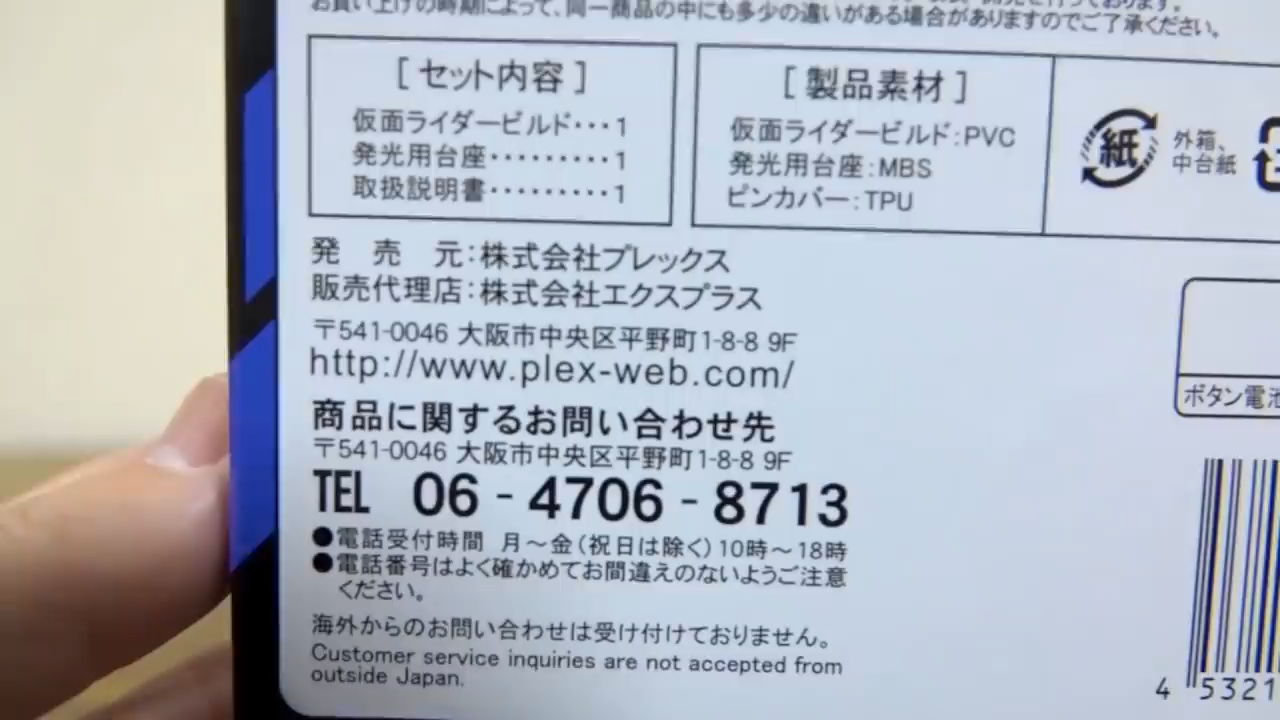 お買い上げの時期によって、同一商品の中にも多少の違いがある場合がありますのでご了承ください。
[セット内容]
仮面ライダービルド・・・1
発光用台座・・・・・・・・・1
取扱説明書・・・・・・・・・1
[製品素材]
仮面ライダービルド:PVC
発光用台座:MBS
ピンカバー:TPU
紙
外箱、
中台紙
発 売 元:株式会社プレックス
販売代理店:株式会社エクスプラス
〒541-0046 大阪市中央区平野町1-8-8 9F
http://www.plex-web.com/
商品に関するお問い合わせ先
〒541-0046 大阪市中央区平野町1-8-8 9F
TEL 06-4706-8713
●電話受付時間 月～金(祝日は除く)10時～18時
●電話番号はよく確かめてお間違えのないようご注意
ください。
海外からのお問い合わせは受け付けておりません。
Customer service inquiries are not accepted from
outside Japan.
ボタン電池
4 5321